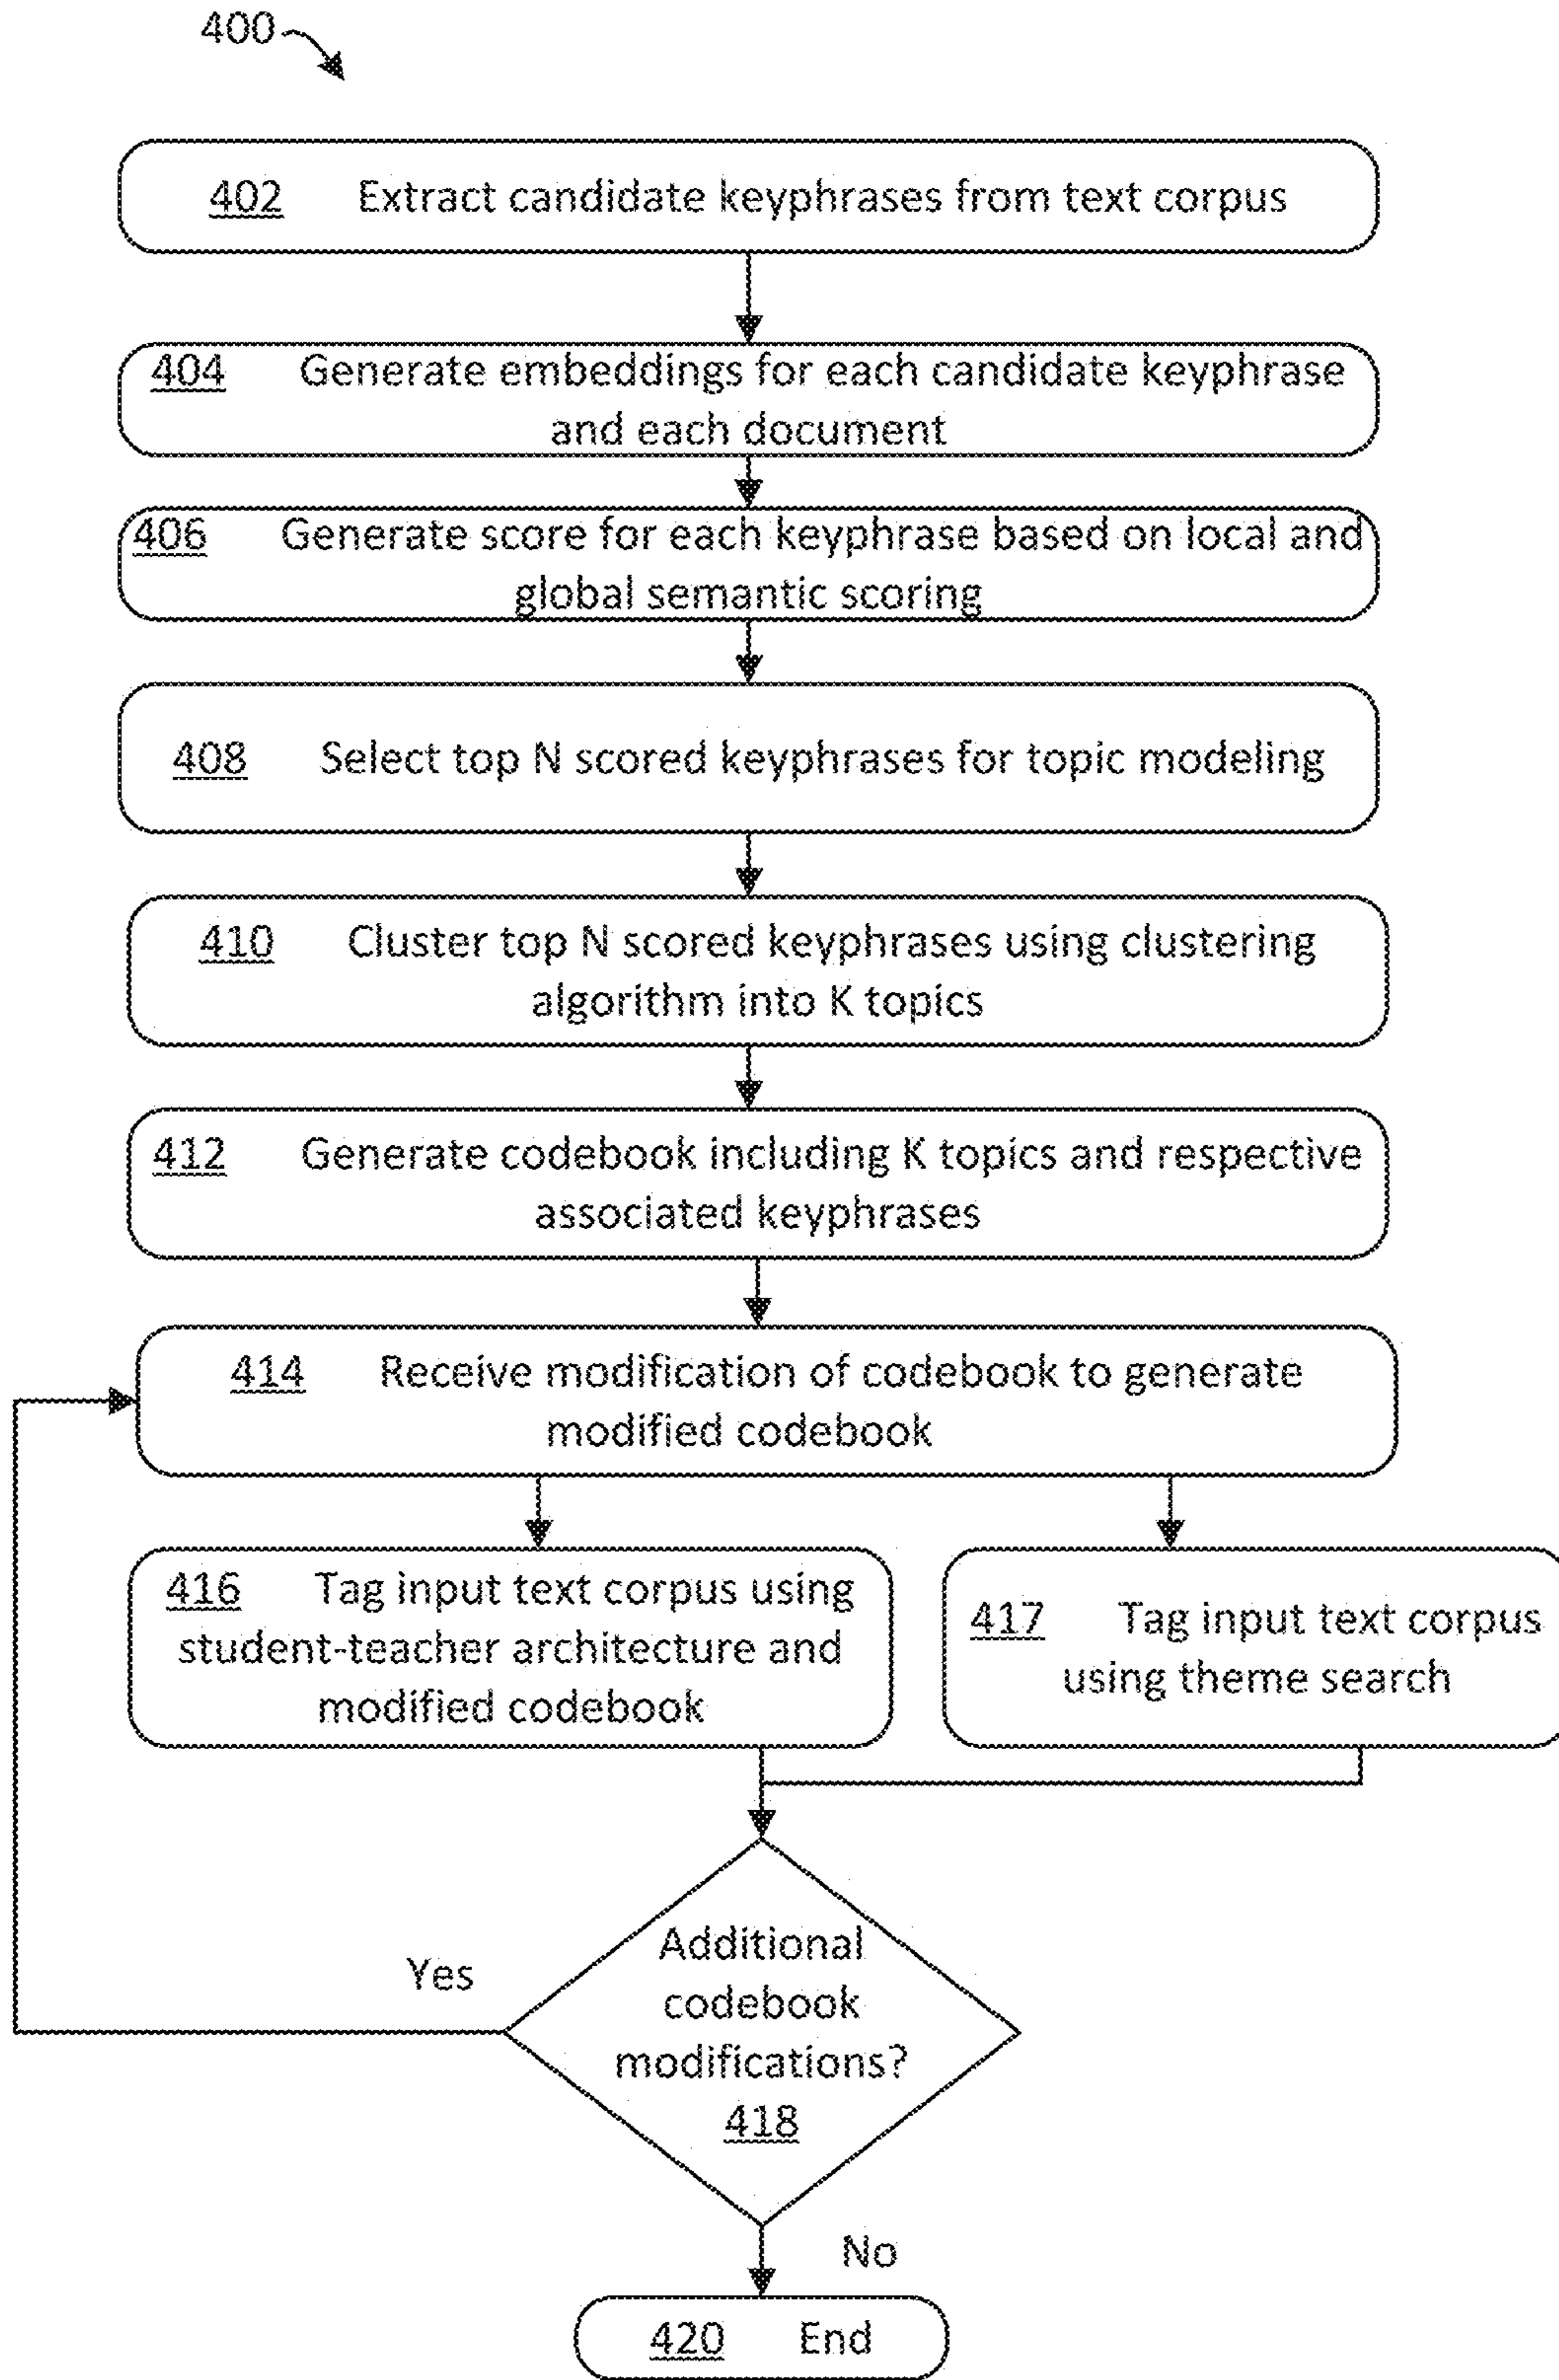 400
402 Extract candidate keyphrases from text corpus
404 Generate embeddings for each candidate keyphrase
and each document
406 Generate score for each keyphrase based on local and
global semantic scoring
408 Select top N scored keyphrases for topic modeling
410 Cluster top N scored keyphrases using clustering
algorithm into K topics
412 Generate codebook including K topics and respective
associated keyphrases
414 Receive modification of codebook to generate
modified codebook
416 Tag input text corpus using
student-teacher architecture and
modified codebook
417 Tag input text corpus
using theme search
Yes
Additional
codebook
modifications?
418
No
420 End